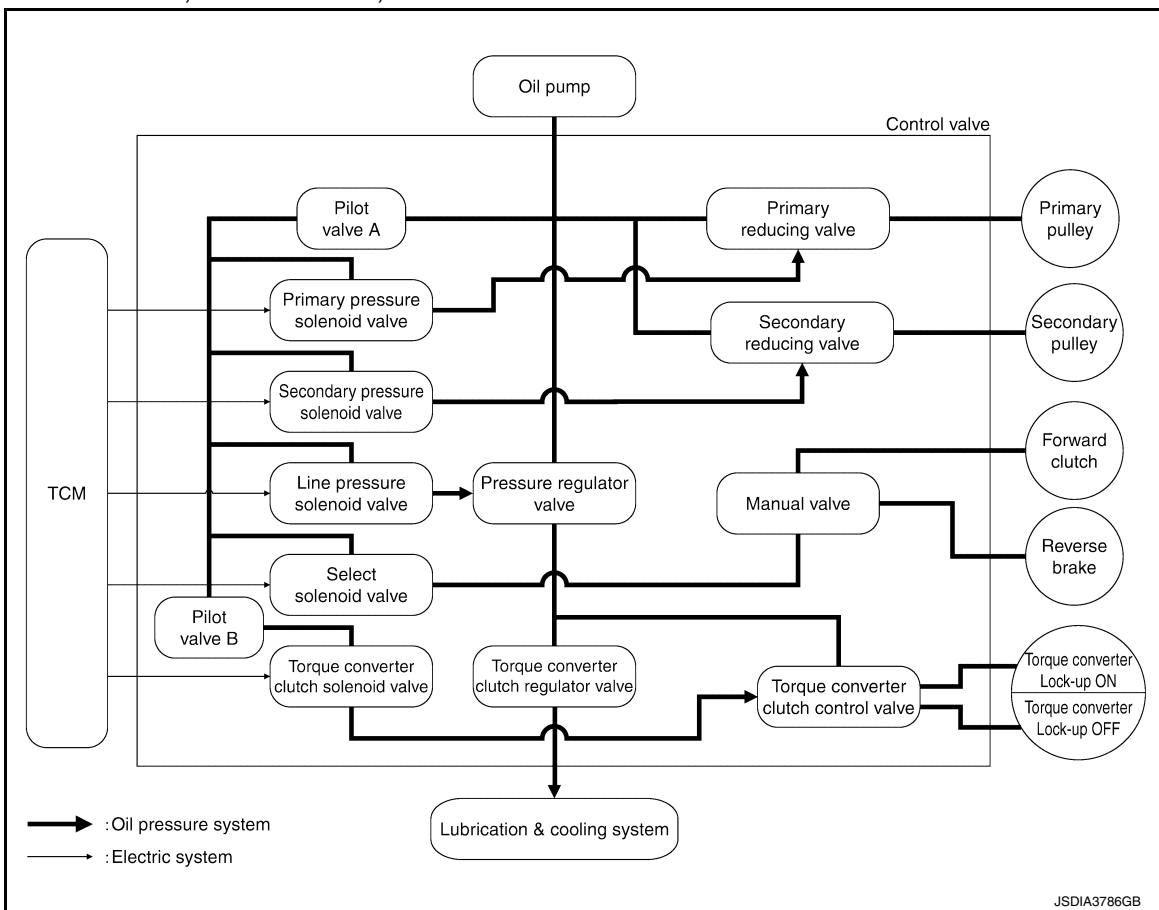 Oil pump
Control valve
Pilot
valve A
Primary
reducing valve
Primary
pulley
Primary pressure
solenoid valve
Secondary
reducing valve
Secondary
pulley
Secondary pressure
solenoid valve
Forward
clutch
TCM
Line pressure
solenoid valve
Pressure regulator
valve
Manual valve
Reverse
brake
Select
solenoid valve
Pilot
valve B
Torque converter
clutch solenoid valve
Torque converter
clutch regulator valve
Torque converter
clutch control valve
Torque converter
Lock-up ON
Torque converter
Lock-up OFF
Lubrication & cooling system
:Oil pressure system
:Electric system
JSDIA3786GB